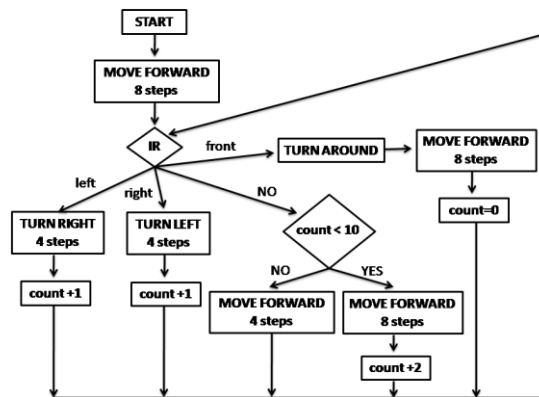 START
MOVE FORWARD
8 steps
IR
front
TURN AROUND
MOVE FORWARD
8 steps
left
right
NO
TURN RIGHT
4 steps
TURN LEFT
4 steps
count < 10
count=0
count +1
count +1
NO
YES
MOVE FORWARD
4 steps
MOVE FORWARD
8 steps
count +2